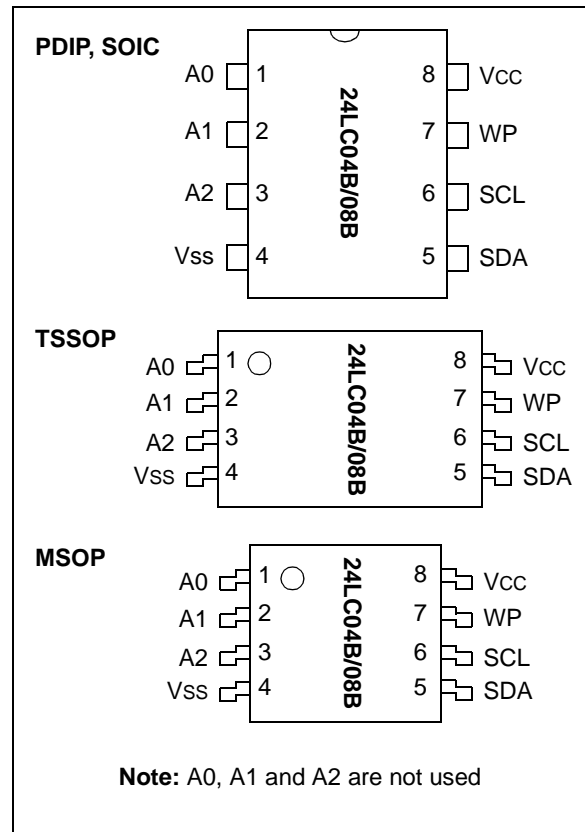 PDIP, SOIC
A0 1 8 VCC
A1 2 7 WP
A2 3 6 SCL
VSS 4 5 SDA
24LC04B/08B
TSSOP
A0 1 8 VCC
A1 2 7 WP
A2 3 6 SCL
VSS 4 5 SDA
24LC04B/08B
MSOP
A0 1 8 VCC
A1 2 7 WP
A2 3 6 SCL
VSS 4 5 SDA
24LC04B/08B
Note: A0, A1 and A2 are not used